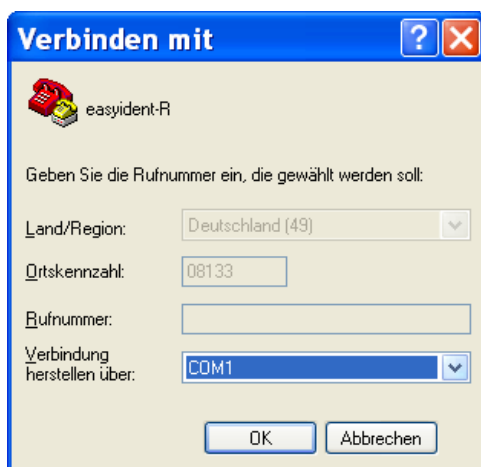 Verbinden mit
easyident-R
Geben Sie die Rufnummer ein, die gewählt werden soll:
Land/Region: Deutschland (49)
Ortskennzahl: 08133
Rufnummer:
Verbindung
herstellen über: COM1
OK Abbrechen